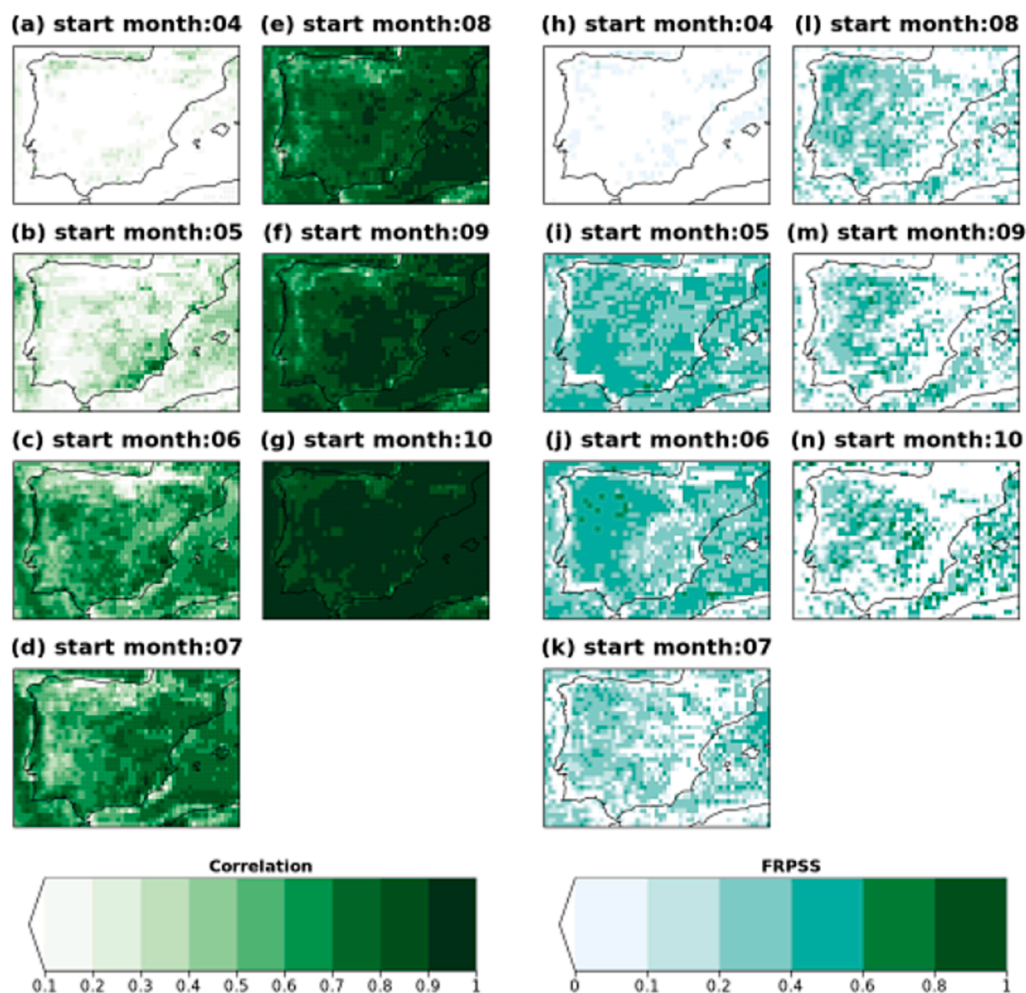 (a) start month:04
(e) start month:08
(h) start month:04
(l) start month:08
(b) start month:05
(f) start month:09
(i) start month:05
(m) start month:09
(c) start month:06
(g) start month:10
(j) start month:06
(n) start month:10
(d) start month:07
(k) start month:07
Correlation
0.1 0.2 0.3 0.4 0.5 0.6 0.7 0.8 0.9 1
FRPSS
0 0.1 0.2 0.4 0.6 0.8 1